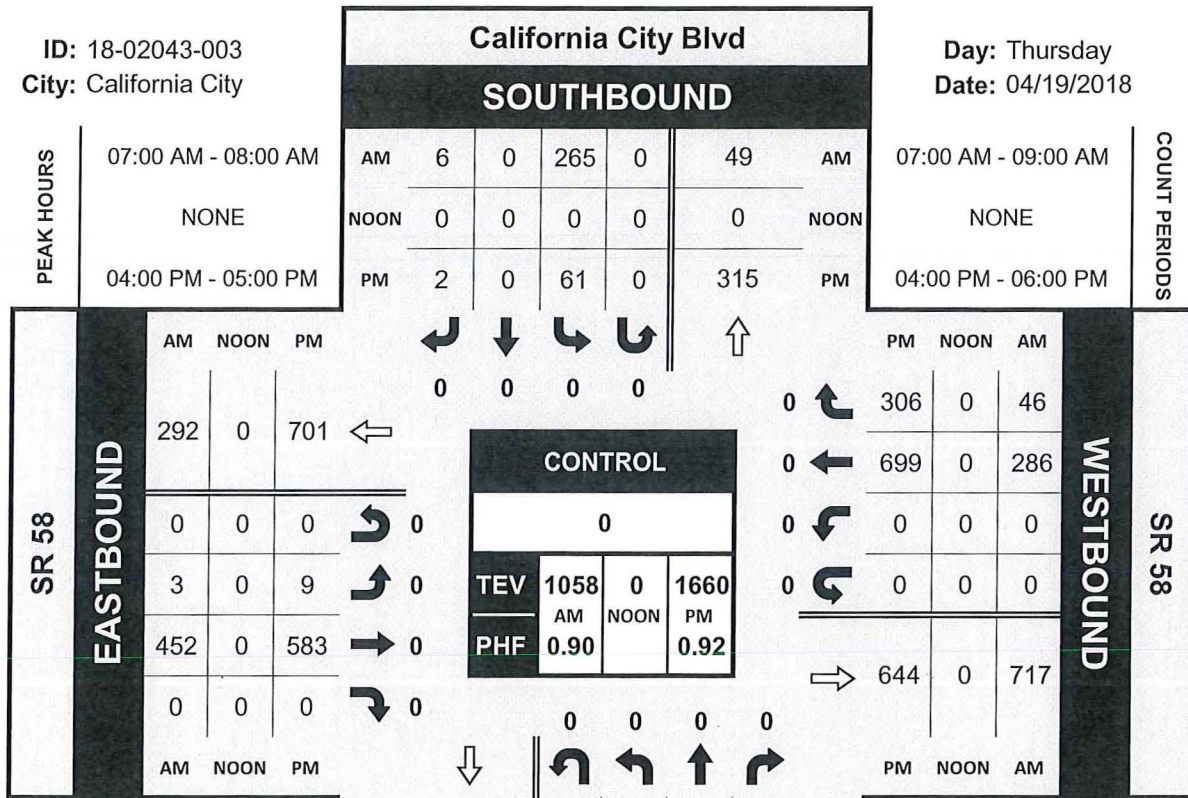 ID: 18-02043-003
City: California City
California City Blvd
SOUTHBOUND
Day: Thursday
Date: 04/19/2018
PEAK HOURS
07:00 AM - 08:00 AM
NONE
04:00 PM - 05:00 PM
AM 6 0 265 0 49 AM
NOON 0 0 0 0 0 NOON
PM 2 0 61 0 315 PM
07:00 AM - 09:00 AM
NONE
04:00 PM - 06:00 PM
COUNT PERIODS
0 0 0 0
SR 58
EASTBOUND
AM NOON PM
292 0 701
0 0 0 0
3 0 9 0
452 0 583 0
0 0 0 0
AM NOON PM
CONTROL
0
TEV 1058 0 1660
AM NOON PM
PHF 0.90 0.92
PM NOON AM
0 306 0 46
0 699 0 286
0 0 0 0
0 0 0 0
644 0 717
PM NOON AM
WESTBOUND
SR 58
0 0 0 0